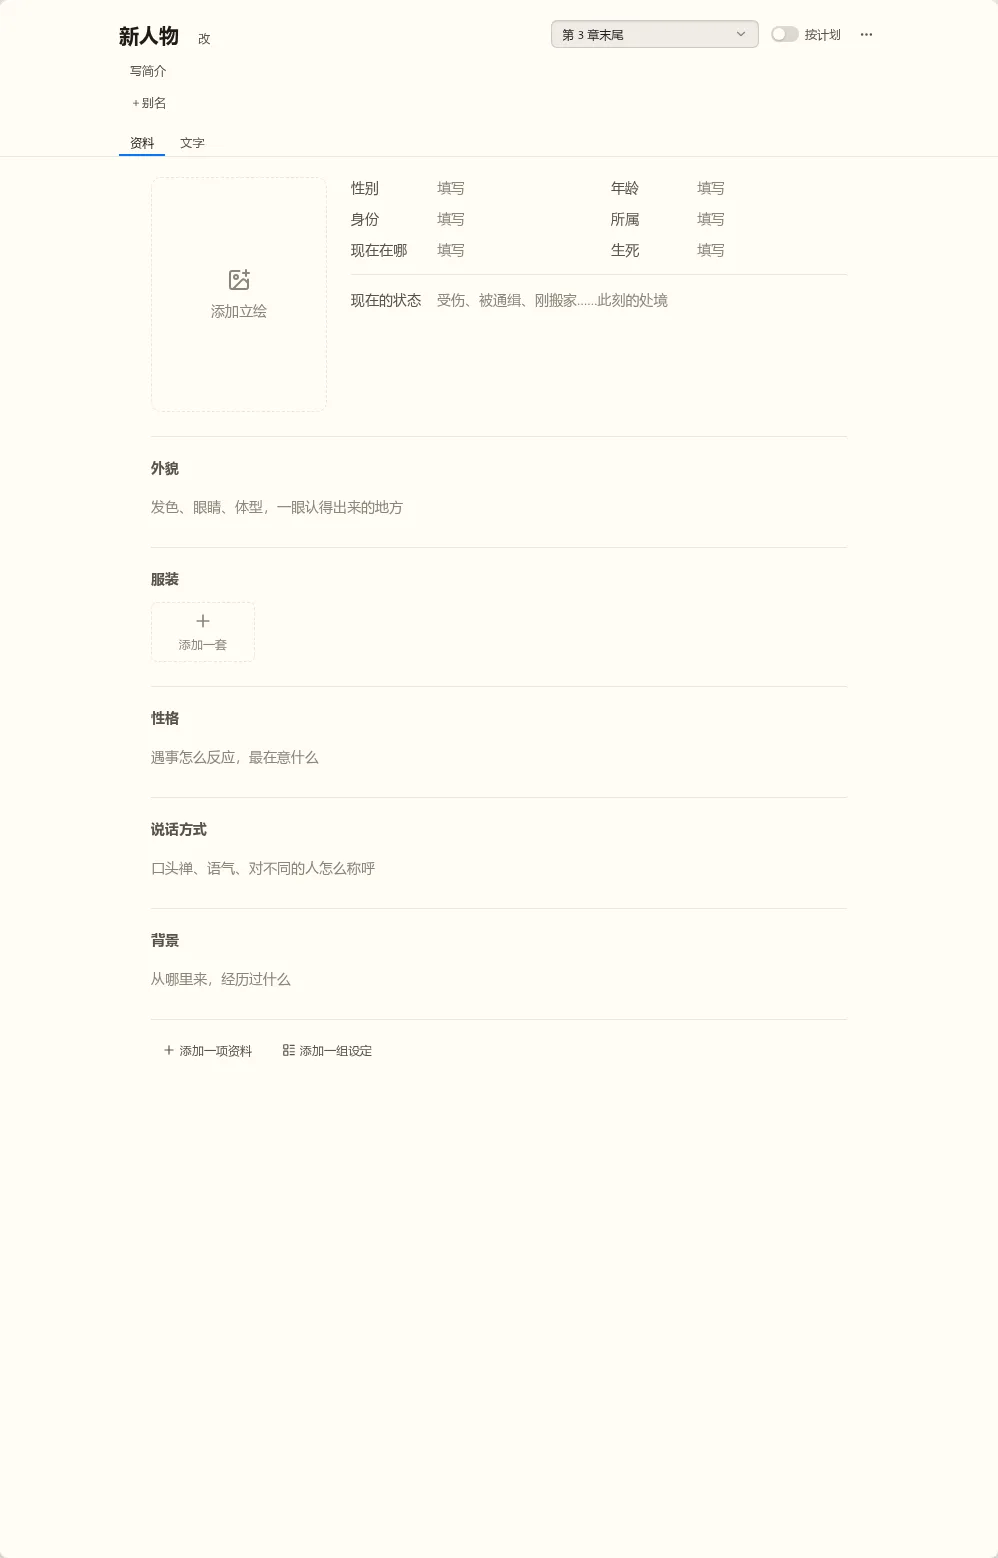 新人物 改 第 3 章末尾 按计划
写简介
+ 别名
资料 文字
性别 填写 年龄 填写
身份 填写 所属 填写
现在在哪 填写 生死 填写
添加立绘
现在的状态 受伤、被通缉、刚搬家……此刻的处境
外貌
发色、眼睛、体型，一眼认得出来的地方
服装
添加一套
性格
遇事怎么反应，最在意什么
说话方式
口头禅、语气、对不同的人怎么称呼
背景
从哪里来，经历过什么
添加一项资料 添加一组设定